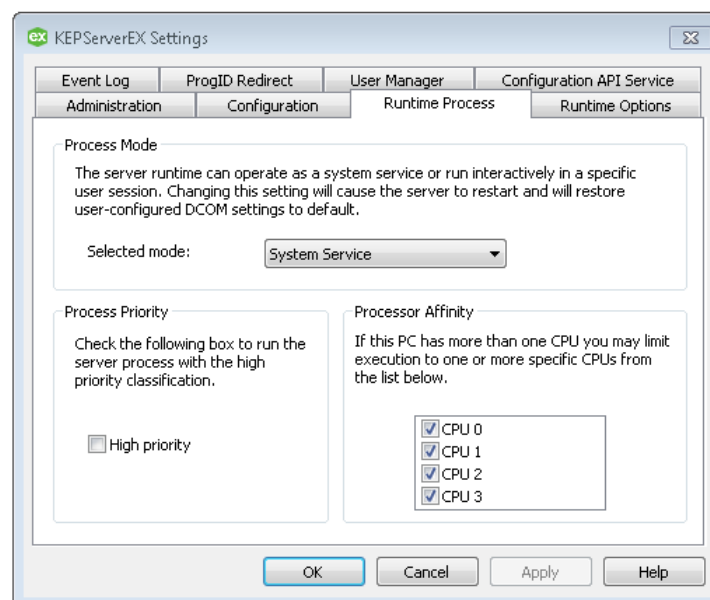 ex KEPServerEX Settings
Event Log ProgID Redirect User Manager Configuration API Service
Administration Configuration Runtime Process Runtime Options
Process Mode
The server runtime can operate as a system service or run interactively in a specific
user session. Changing this setting will cause the server to restart and will restore
user-configured DCOM settings to default.
Selected mode: System Service
Process Priority
Check the following box to run the
server process with the high
priority classification.
High priority
Processor Affinity
If this PC has more than one CPU you may limit
execution to one or more specific CPUs from
the list below.
CPU 0
CPU 1
CPU 2
CPU 3
OK Cancel Apply Help